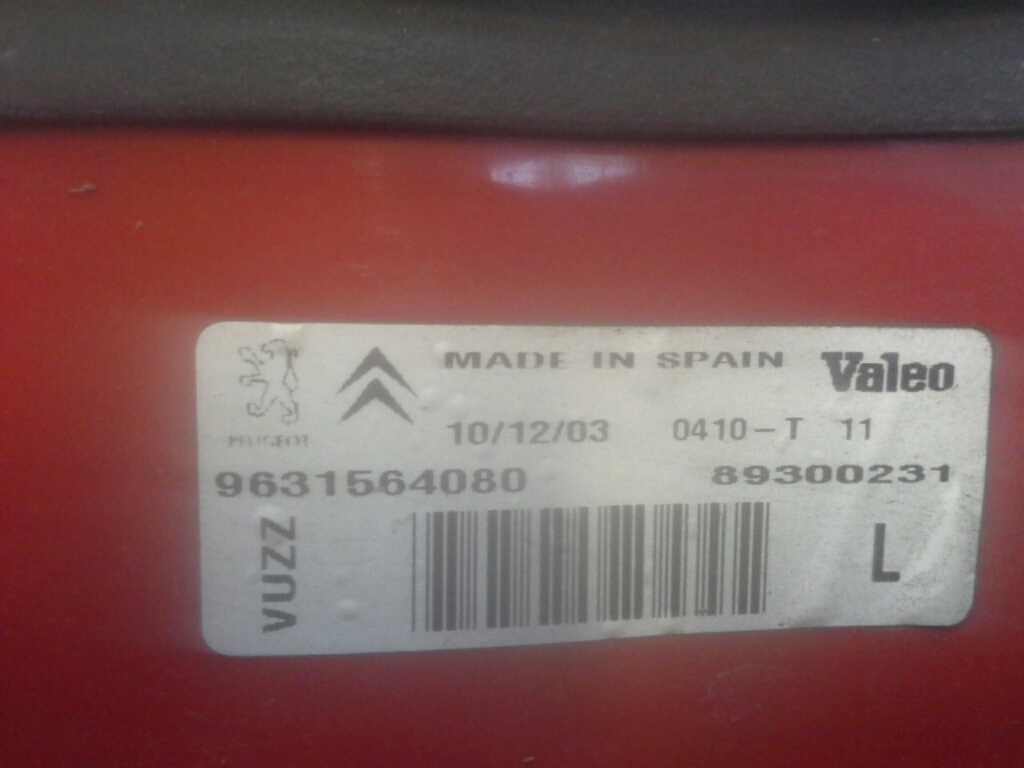 PEUGEOT
MADE IN SPAIN Valeo
10/12/03 0410-T 11
9631564080 89300231
VUZZ
L